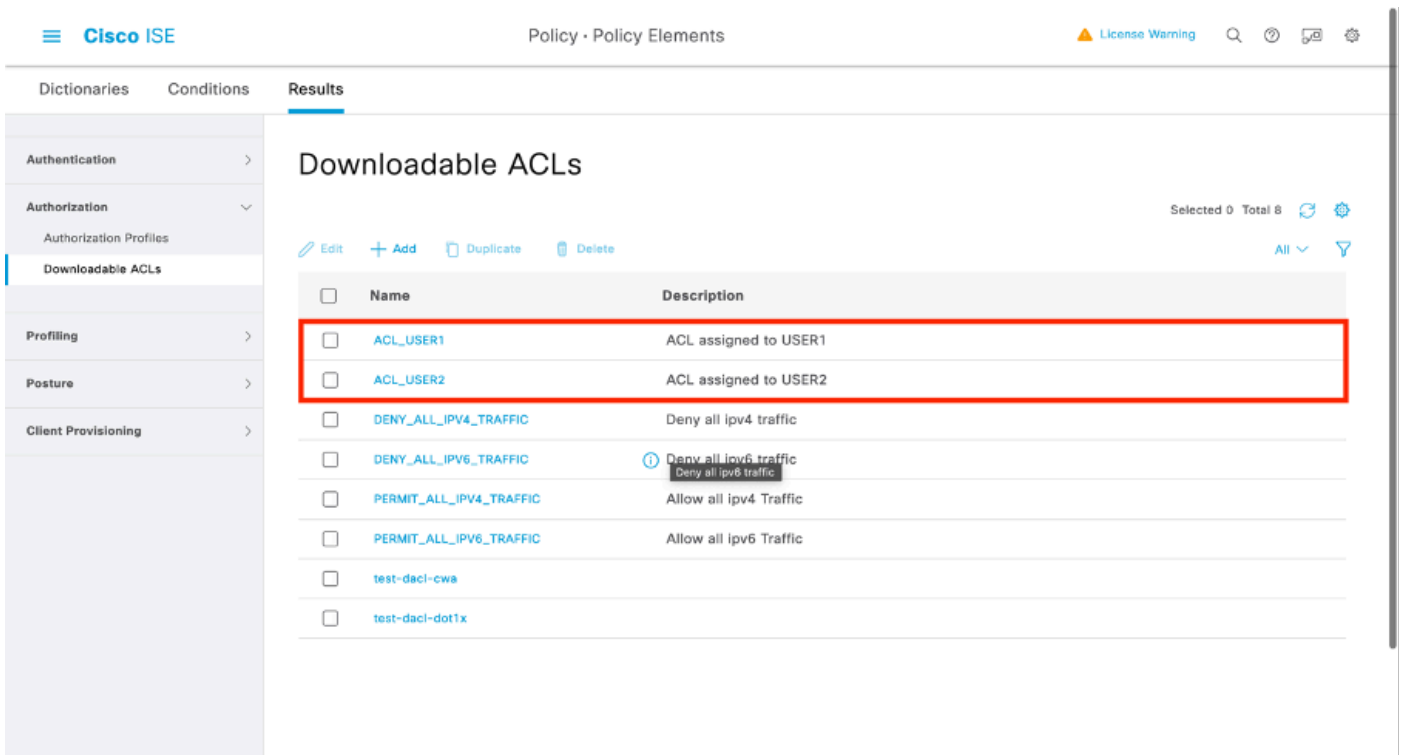 Cisco ISE
Policy · Policy Elements
License Warning
Dictionaries Conditions Results
Authentication
Authorization
Authorization Profiles
Downloadable ACLs
Profiling
Posture
Client Provisioning
Downloadable ACLs
Selected 0 Total 8
Edit Add Duplicate Delete
All
Name Description
ACL_USER1 ACL assigned to USER1
ACL_USER2 ACL assigned to USER2
DENY_ALL_IPV4_TRAFFIC Deny all ipv4 traffic
DENY_ALL_IPV6_TRAFFIC Deny all ipv6 traffic
Deny all ipv6 traffic
PERMIT_ALL_IPV4_TRAFFIC Allow all ipv4 Traffic
PERMIT_ALL_IPV6_TRAFFIC Allow all ipv6 Traffic
test-dacl-cwa
test-dacl-dot1x